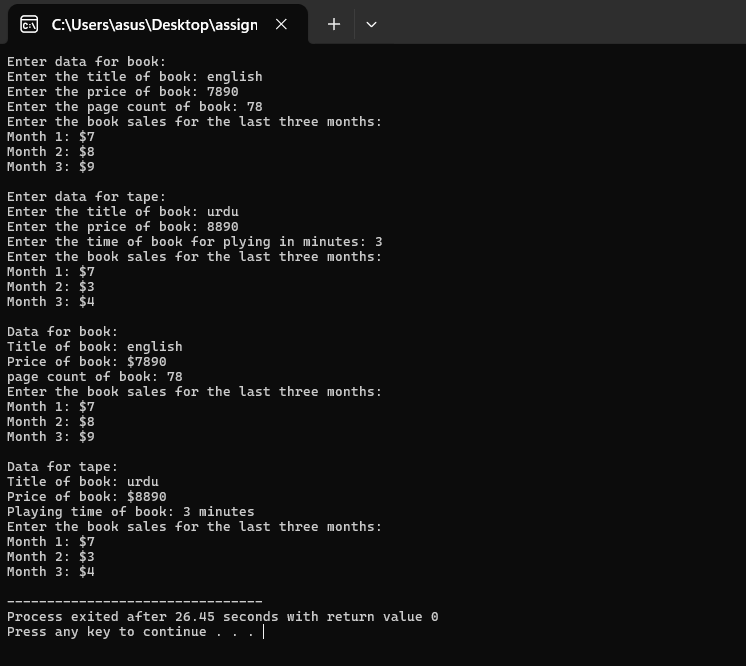 C:\Users\asus\Desktop\assign
Enter data for book:
Enter the title of book: english
Enter the price of book: 7890
Enter the page count of book: 78
Enter the book sales for the last three months:
Month 1: $7
Month 2: $8
Month 3: $9
Enter data for tape:
Enter the title of book: urdu
Enter the price of book: 8890
Enter the time of book for plying in minutes: 3
Enter the book sales for the last three months:
Month 1: $7
Month 2: $3
Month 3: $4
Data for book:
Title of book: english
Price of book: $7890
page count of book: 78
Enter the book sales for the last three months:
Month 1: $7
Month 2: $8
Month 3: $9
Data for tape:
Title of book: urdu
Price of book: $8890
Playing time of book: 3 minutes
Enter the book sales for the last three months:
Month 1: $7
Month 2: $3
Month 3: $4
--------------------------------
Process exited after 26.45 seconds with return value 0
Press any key to continue . . .